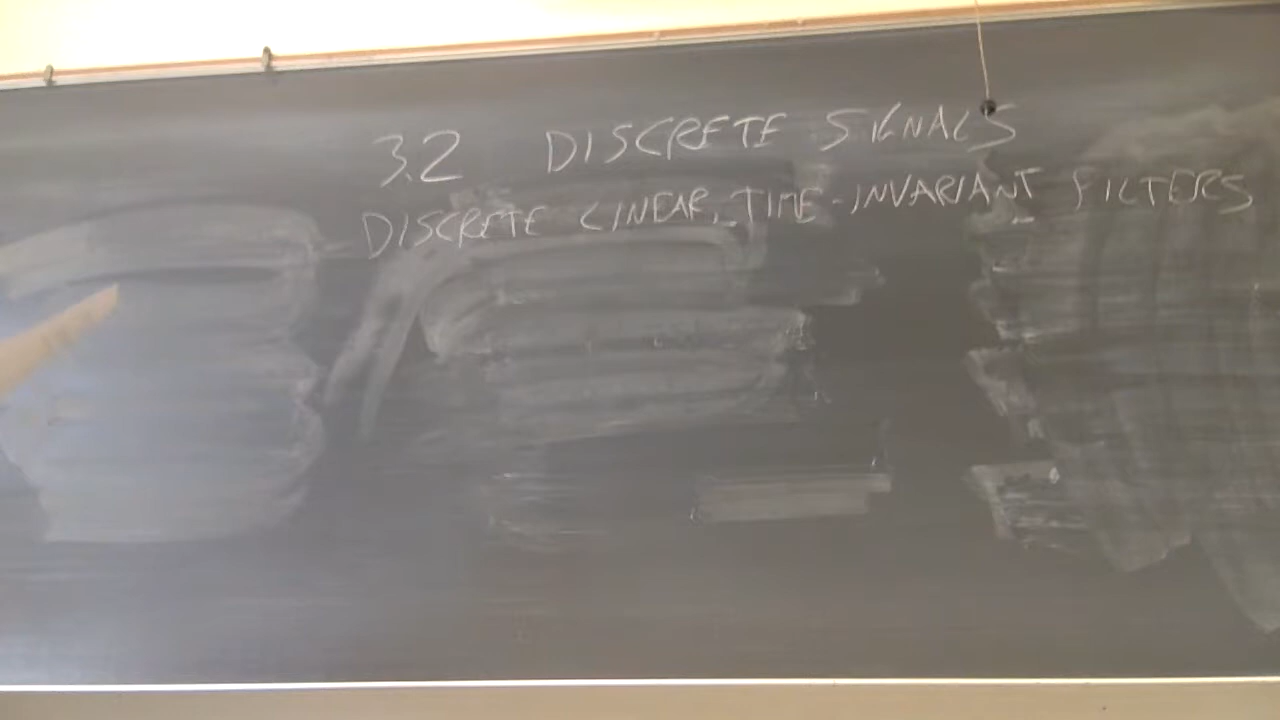 3.2 DISCRETE SIGNALS
DISCRETE LINEAR, TIME-INVARIANT FILTERS